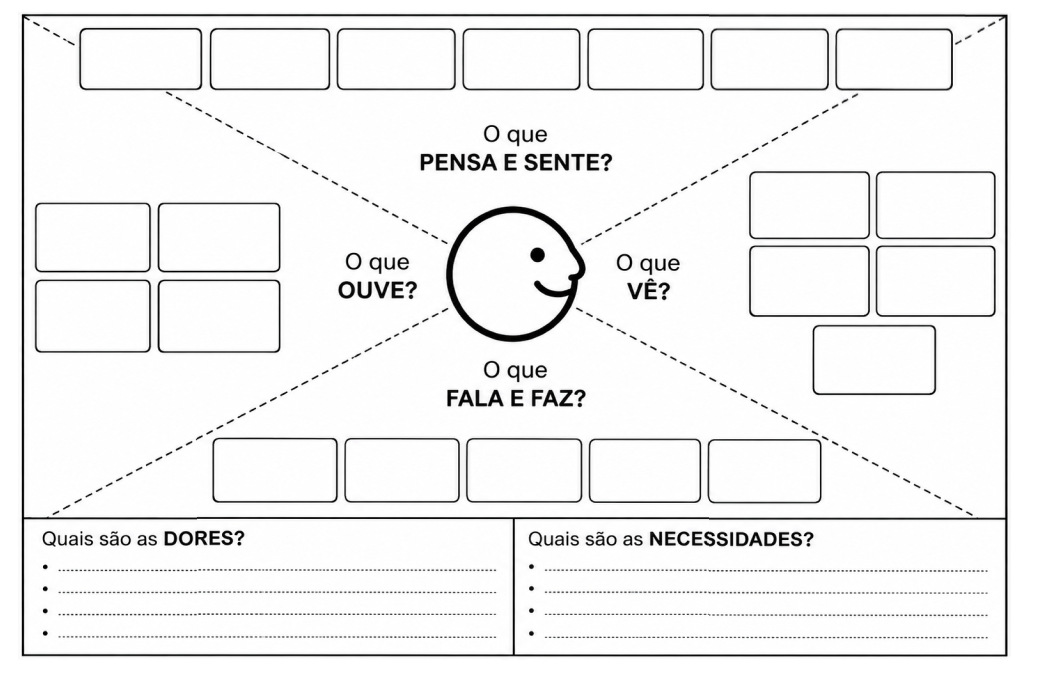 O que
PENSA E SENTE?
O que
OUVE?
O que
VÊ?
O que
FALA E FAZ?
Quais são as DORES?
•
•
•
•
Quais são as NECESSIDADES?
•
•
•
•